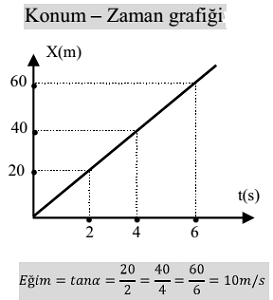 Konum – Zaman grafiği
X(m)
60
40
20
t(s)
2 4 6
Eğim = tanα = 20/2 = 40/4 = 60/6 = 10m/s